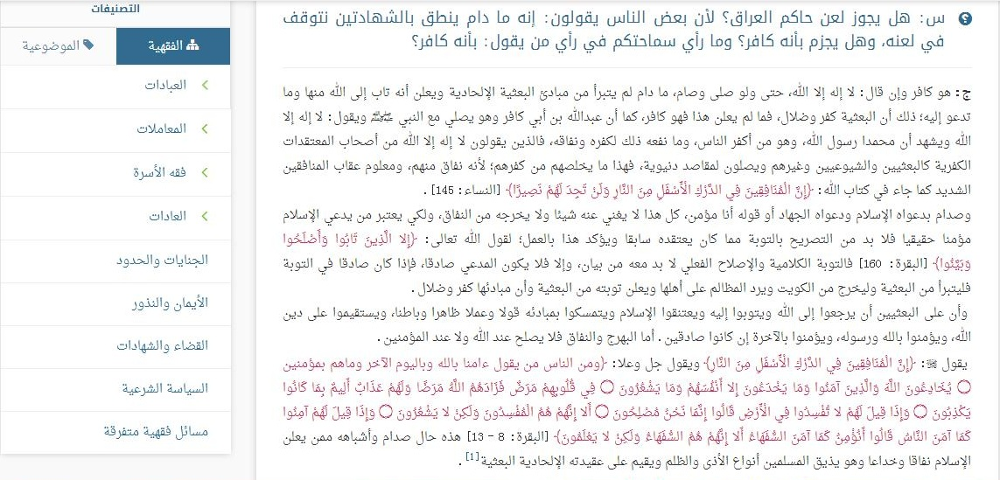 س: هل يجوز لعن حاكم العراق؟ لأن بعض الناس يقولون: إنه ما دام ينطق بالشهادتين نتوقف
في لعنه، وهل يجزم بأنه كافر؟ وما رأي سماحتكم في رأي من يقول: بأنه كافر؟
ج: هو كافر وإن قال: لا إله إلا الله، حتى ولو صلى وصام، ما دام لم يتبرأ من مبادئ البعثية الإلحادية ويعلن أنه تاب إلى الله منها وما
تدعو إليه؛ ذلك أن البعثية كفر وضلال، فما لم يعلن هذا فهو كافر، كما أن عبدالله بن أبي كافر وهو يصلي مع النبي ﷺ ويقول: لا إله إلا
الله ويشهد أن محمدا رسول الله، وهو من أكفر الناس، وما نفعه ذلك لكفره ونفاقه، فالذين يقولون لا إله إلا الله من أصحاب المعتقدات
الكفرية كالبعثيين والشيوعيين وغيرهم ويصلون لمقاصد دنيوية، فهذا ما يخلصهم من كفرهم؛ لأنه نفاق منهم، ومعلوم عقاب المنافقين
الشديد كما جاء في كتاب الله: ﴿إِنَّ الْمُنَافِقِينَ فِي الدَّرْكِ الْأَسْفَلِ مِنَ النَّارِ وَلَنْ تَجِدَ لَهُمْ نَصِيرًا﴾ [النساء: 145] .
وصدام بدعواه الإسلام ودعواه الجهاد أو قوله أنا مؤمن، كل هذا لا يغني عنه شيئا ولا يخرجه من النفاق، ولكي يعتبر من يدعي الإسلام
مؤمنا حقيقيا فلا بد من التصريح بالتوبة مما كان يعتقده سابقا ويؤكد هذا بالعمل؛ لقول الله تعالى: ﴿إِلا الَّذِينَ تَابُوا وَأَصْلَحُوا
وَبَيَّنُوا﴾ [البقرة: 160] فالتوبة الكلامية والإصلاح الفعلي لا بد معه من بيان، وإلا فلا يكون المدعي صادقا، فإذا كان صادقا في التوبة
فليتبرأ من البعثية وليخرج من الكويت ويرد المظالم على أهلها ويعلن توبته من البعثية وأن مبادئها كفر وضلال .
وأن على البعثيين أن يرجعوا إلى الله ويتوبوا إليه ويعتنقوا الإسلام ويتمسكوا بمبادئه قولا وعملا ظاهرا وباطنا، ويستقيموا على دين
الله، ويؤمنوا بالله ورسوله، ويؤمنوا بالآخرة إن كانوا صادقين . أما البهرج والنفاق فلا يصلح عند الله ولا عند المؤمنين .
يقول ﷻ: ﴿إِنَّ الْمُنَافِقِينَ فِي الدَّرْكِ الْأَسْفَلِ مِنَ النَّارِ﴾ ويقول جل وعلا: ﴿ومن الناس من يقول ءامنا بالله وباليوم الآخر وماهم بمؤمنين
○ يُخَادِعُونَ اللَّهَ وَالَّذِينَ آمَنُوا وَمَا يَخْدَعُونَ إِلا أَنْفُسَهُمْ وَمَا يَشْعُرُونَ ○ فِي قُلُوبِهِمْ مَرَضٌ فَزَادَهُمُ اللَّهُ مَرَضًا وَلَهُمْ عَذَابٌ أَلِيمٌ بِمَا كَانُوا
يَكْذِبُونَ ○ وَإِذَا قِيلَ لَهُمْ لا تُفْسِدُوا فِي الْأَرْضِ قَالُوا إِنَّمَا نَحْنُ مُصْلِحُونَ ○ أَلا إِنَّهُمْ هُمُ الْمُفْسِدُونَ وَلَكِنْ لا يَشْعُرُونَ ○ وَإِذَا قِيلَ لَهُمْ آمِنُوا
كَمَا آمَنَ النَّاسُ قَالُوا أَنُؤْمِنُ كَمَا آمَنَ السُّفَهَاءُ أَلا إِنَّهُمْ هُمُ السُّفَهَاءُ وَلَكِنْ لا يَعْلَمُونَ﴾ [البقرة: 8 – 13] هذه حال صدام وأشباهه ممن يعلن
الإسلام نفاقا وخداعا وهو يذيق المسلمين أنواع الأذى والظلم ويقيم على عقيدته الإلحادية البعثية[1] .
التصنيفات
الفقهية
الموضوعية
العبادات
المعاملات
فقه الأسرة
العادات
الجنايات والحدود
الأيمان والنذور
القضاء والشهادات
السياسة الشرعية
مسائل فقهية متفرقة